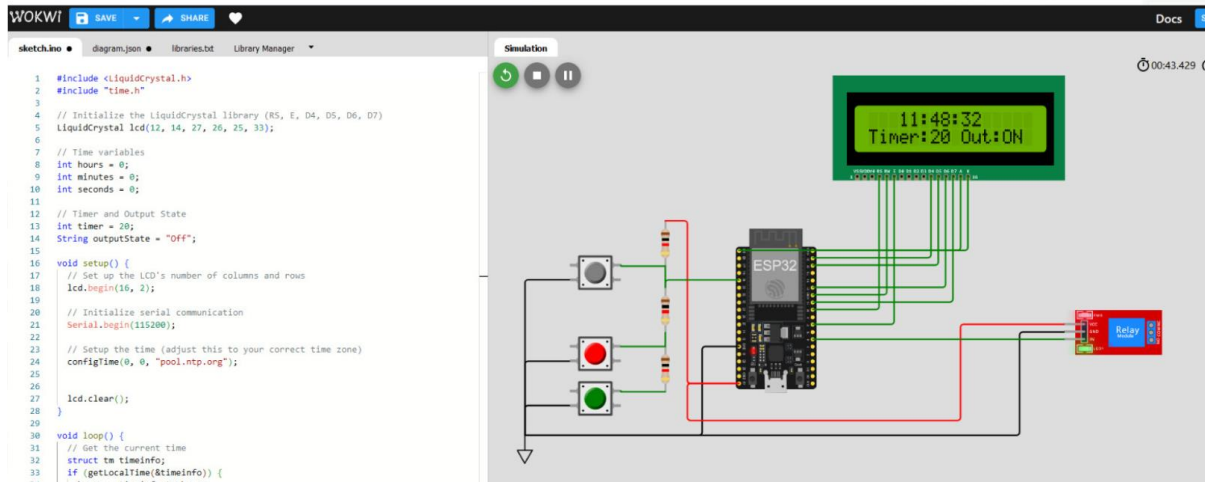 WOKWI SAVE SHARE Docs
sketch.ino diagram.json libraries.txt Library Manager
Simulation
00:43.429
1 #include <LiquidCrystal.h>
2 #include "time.h"
3
4 // Initialize the LiquidCrystal library (RS, E, D4, D5, D6, D7)
5 LiquidCrystal lcd(12, 14, 27, 26, 25, 33);
6
7 // Time variables
8 int hours = 0;
9 int minutes = 0;
10 int seconds = 0;
11
12 // Timer and Output State
13 int timer = 20;
14 String outputState = "Off";
15
16 void setup() {
17 // Set up the LCD's number of columns and rows
18 lcd.begin(16, 2);
19
20 // Initialize serial communication
21 Serial.begin(115200);
22
23 // Setup the time (adjust this to your correct time zone)
24 configTime(0, 0, "pool.ntp.org");
25
26
27 lcd.clear();
28 }
29
30 void loop() {
31 // Get the current time
32 struct tm timeinfo;
33 if (getLocalTime(&timeinfo)) {
11:48:32
Timer:20 Out:ON
ESP32
VCC
GND
IN
Relay
Module